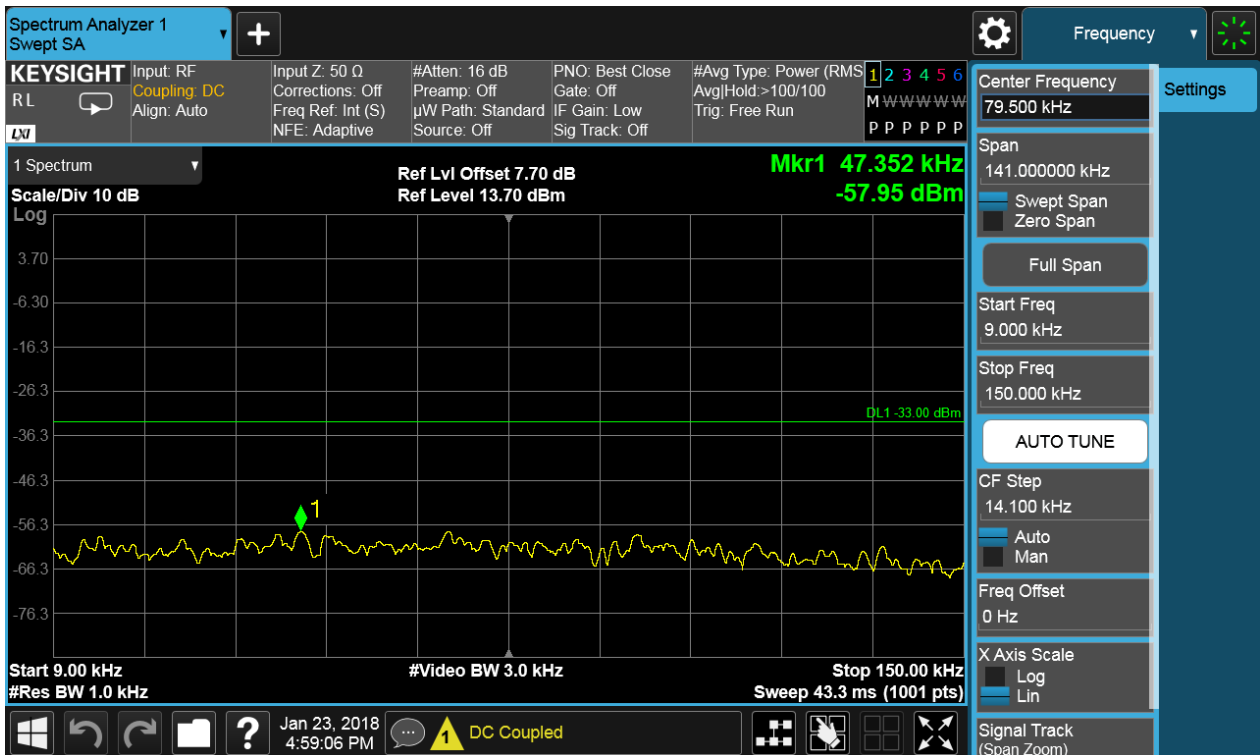 Spectrum Analyzer 1
Swept SA
+
Frequency
KEYSIGHT
RL
LXI
Input: RF
Coupling: DC
Align: Auto
Input Z: 50 Ω
Corrections: Off
Freq Ref: Int (S)
NFE: Adaptive
#Atten: 16 dB
Preamp: Off
µW Path: Standard
Source: Off
PNO: Best Close
Gate: Off
IF Gain: Low
Sig Track: Off
#Avg Type: Power (RMS
Avg|Hold:>100/100
Trig: Free Run
1 2 3 4 5 6
M W W W W W
P P P P P P
1 Spectrum
Scale/Div 10 dB
Ref Lvl Offset 7.70 dB
Ref Level 13.70 dBm
Mkr1 47.352 kHz
-57.95 dBm
Log
3.70
-6.30
-16.3
-26.3
DL1 -33.00 dBm
-36.3
-46.3
1
-56.3
-66.3
-76.3
Start 9.00 kHz
#Video BW 3.0 kHz
Stop 150.00 kHz
#Res BW 1.0 kHz
Sweep 43.3 ms (1001 pts)
Center Frequency
79.500 kHz
Span
141.000000 kHz
Swept Span
Zero Span
Full Span
Start Freq
9.000 kHz
Stop Freq
150.000 kHz
AUTO TUNE
CF Step
14.100 kHz
Auto
Man
Freq Offset
0 Hz
X Axis Scale
Log
Lin
Signal Track
(Span Zoom)
Settings
?
Jan 23, 2018
4:59:06 PM
1
DC Coupled